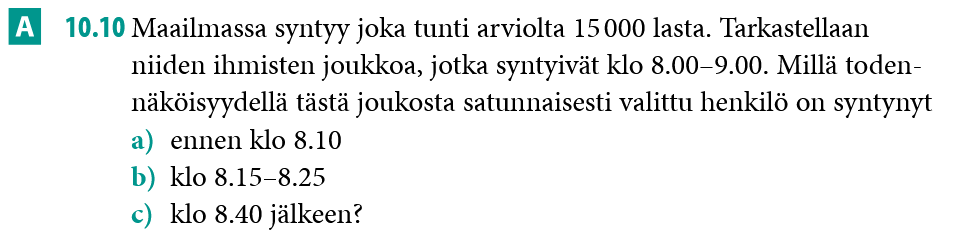 A 10.10 Maailmassa syntyy joka tunti arviolta 15 000 lasta. Tarkastellaan
niiden ihmisten joukkoa, jotka syntyivät klo 8.00–9.00. Millä toden-
näköisyydellä tästä joukosta satunnaisesti valittu henkilö on syntynyt
a) ennen klo 8.10
b) klo 8.15–8.25
c) klo 8.40 jälkeen?